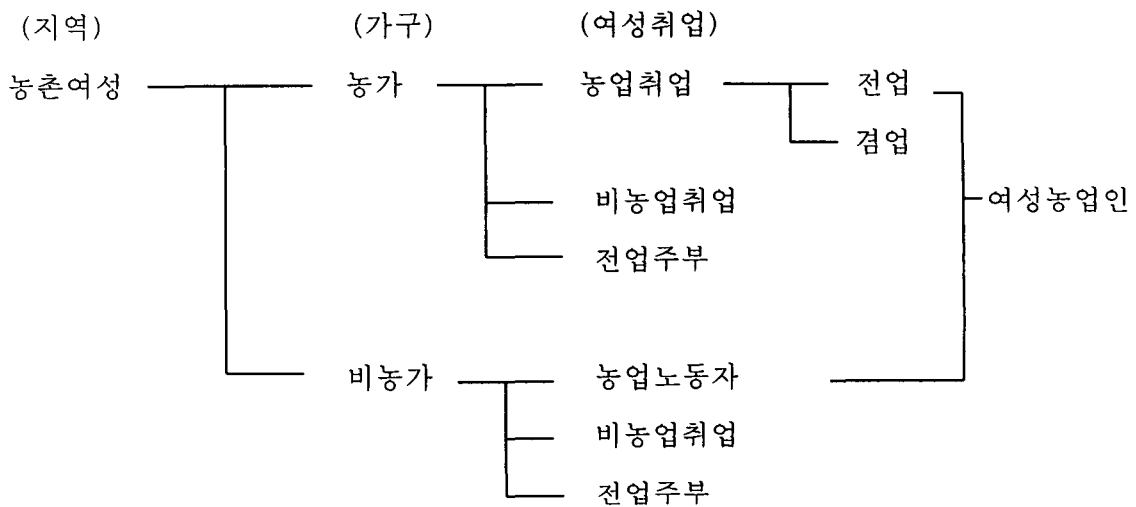 (지역) (가구) (여성취업)
농촌여성 농가 농업취업 전업
겸업
비농업취업 여성농업인
전업주부
비농가 농업노동자
비농업취업
전업주부